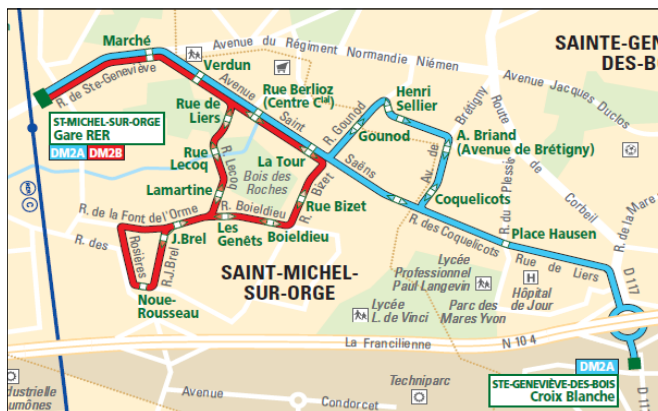 Marché
Avenue du Régiment Normandie Niémen
SAINTE-GEN
DES-B
Verdun
R. de Ste-Geneviève
Avenue Jacques Duclos
Rue de
Liers
Avenue
Saint
Saëns
Rue Berlioz
(Centre Cial)
Henri
Sellier
R. Gounod
Gounod
Brétigny
Av. de
A. Briand
(Avenue de Brétigny)
Route
de
Corbeil
ST-MICHEL-SUR-ORGE
Gare RER
DM2A DM2B
Rue
Lecoq
R. Lecoq
La Tour
Bois des
Roches
R. Bizet
Lamartine
Rue Bizet
Coquelicots
R. du Plessis
R. de la Mare
C
R. de la Font de l'Orme
R. Boieldieu
R. des
Rosières
J.Brel
R.J.Brel
Les
Genêts
Boieldieu
R. des Coquelicots
Place Hausen
Rue de Liers
D 117
SAINT-MICHEL-
SUR-ORGE
Noue-
Rousseau
Lycée
Professionnel
Paul Langevin
H
Hôpital
de Jour
Lycée
L. de Vinci
Parc des
Mares Yvon
La Francilienne
N 104
DM2A
STE-GENEVIÈVE-DES-BOIS
Croix Blanche
Techniparc
dustrielle
umônes
Avenue
Condorcet
D 11